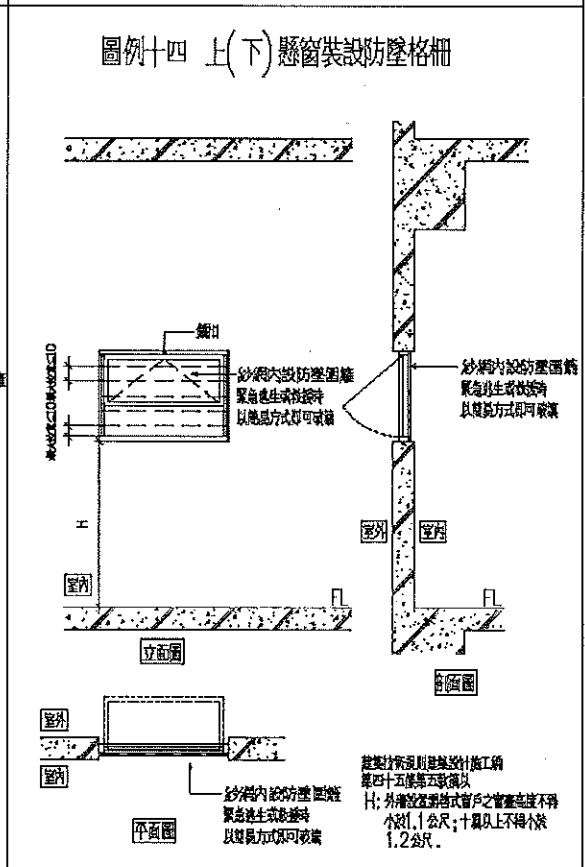 圖例十四 上(下)懸窗裝設防墜格柵
窗口
紗網內設防墜圍籬
緊急逃生或救援時
以簡易方式即可破壞
H
室內
FL
立面圖
紗網內設防墜圍籬
緊急逃生或救援時
以簡易方式即可破壞
室外
室內
FL
剖面圖
室外
室內
紗網內設防墜圍籬
緊急逃生或救援時
以簡易方式即可破壞
平面圖
建築技術規則建築設計施工編
第四十五條第五款規以
H:外牆設置開啓式窗戶之窗臺高度不得
小於1.1公尺;十層以上不得小於
1.2公尺.